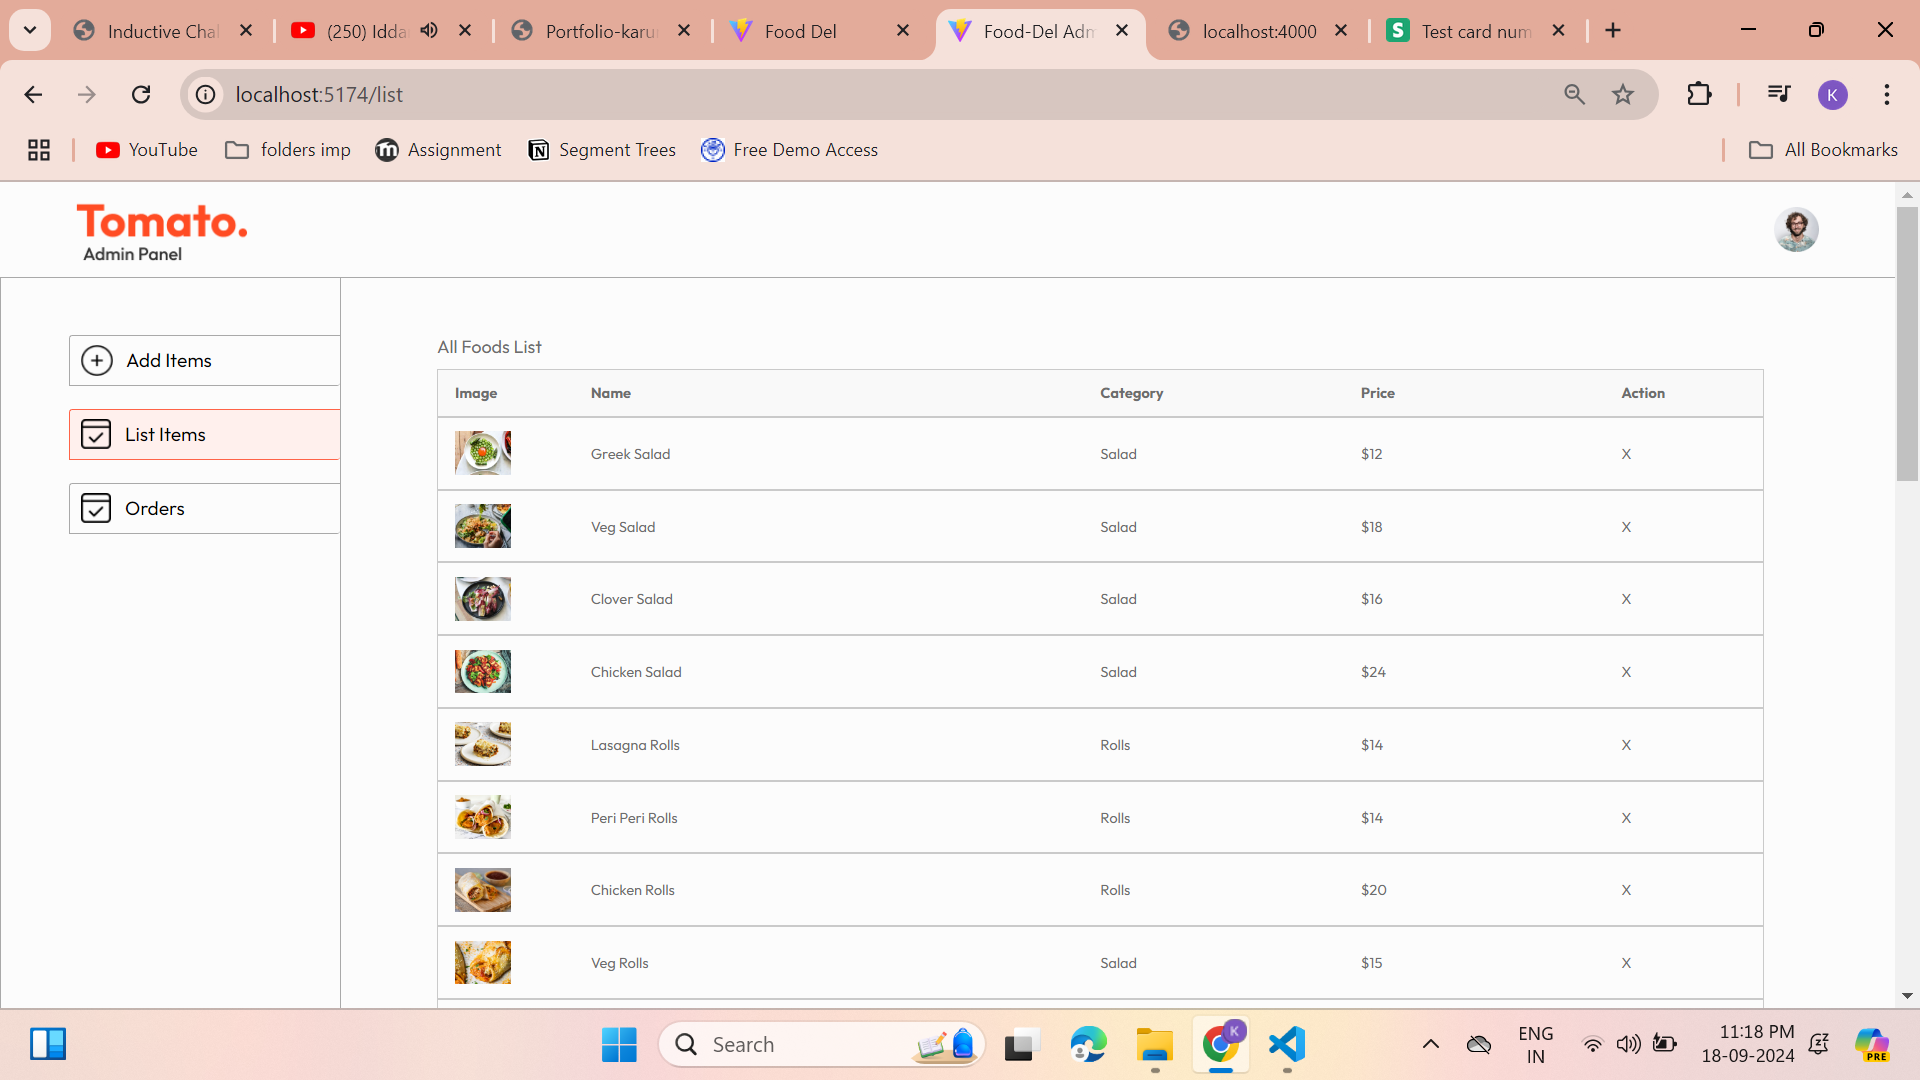 Inductive Chal
(250) Idda
Portfolio-karu
Food Del
Food-Del Adm
localhost:4000
S
Test card num
localhost:5174/list
K
YouTube
folders imp
Assignment
Segment Trees
Free Demo Access
All Bookmarks
Tomato.
Admin Panel
Add Items
List Items
Orders
All Foods List
Image Name Category Price Action
Greek Salad Salad $12 X
Veg Salad Salad $18 X
Clover Salad Salad $16 X
Chicken Salad Salad $24 X
Lasagna Rolls Rolls $14 X
Peri Peri Rolls Rolls $14 X
Chicken Rolls Rolls $20 X
Veg Rolls Salad $15 X
Search
K
ENG
IN
11:18 PM
18-09-2024
PRE